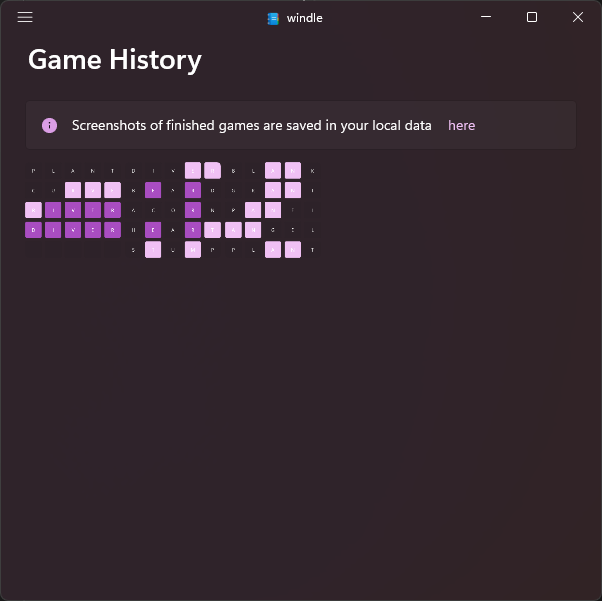 windle
Game History
Screenshots of finished games are saved in your local data here
P L A N T D I V E R B L A N K
R I V E R A C O R N
D I V E R H E A R T A N G E L
S T U M P P L A N T